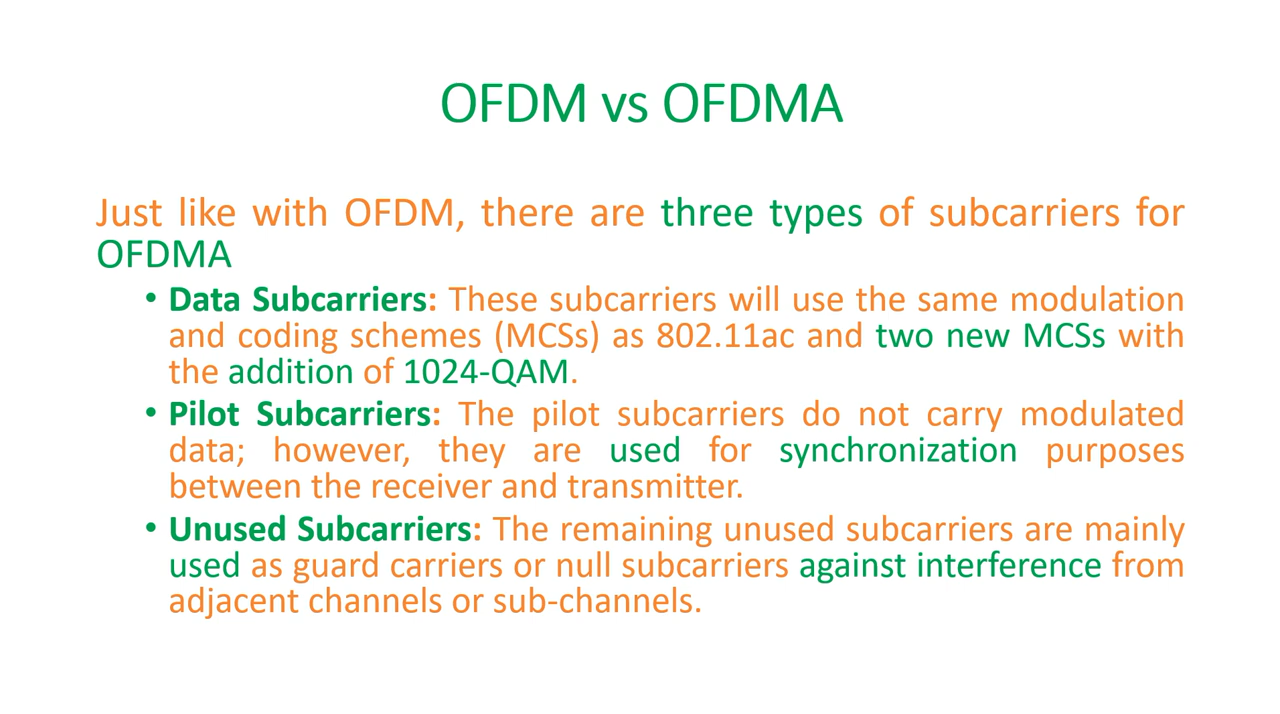 OFDM vs OFDMA
Just like with OFDM, there are three types of subcarriers for
OFDMA
• Data Subcarriers: These subcarriers will use the same modulation
and coding schemes (MCSs) as 802.11ac and two new MCSs with
the addition of 1024-QAM.
• Pilot Subcarriers: The pilot subcarriers do not carry modulated
data; however, they are used for synchronization purposes
between the receiver and transmitter.
• Unused Subcarriers: The remaining unused subcarriers are mainly
used as guard carriers or null subcarriers against interference from
adjacent channels or sub-channels.